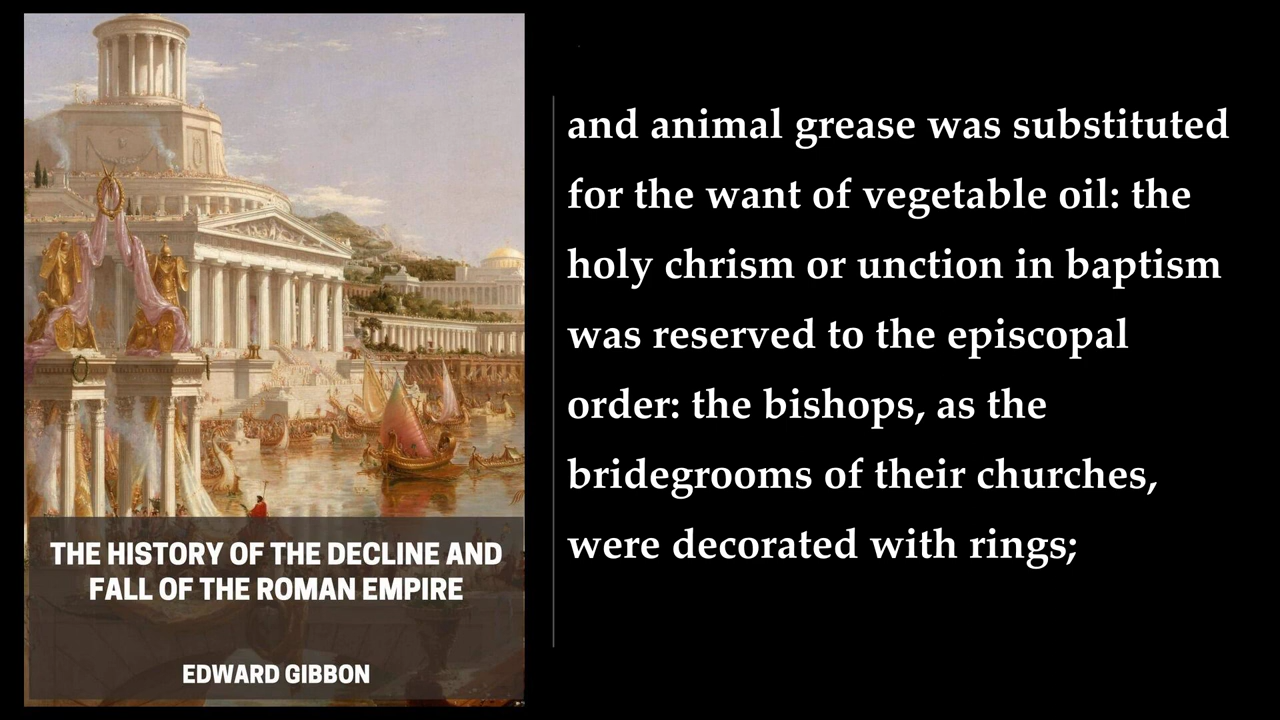 THE HISTORY OF THE DECLINE AND
FALL OF THE ROMAN EMPIRE
EDWARD GIBBON
and animal grease was substituted
for the want of vegetable oil: the
holy chrism or unction in baptism
was reserved to the episcopal
order: the bishops, as the
bridegrooms of their churches,
were decorated with rings;